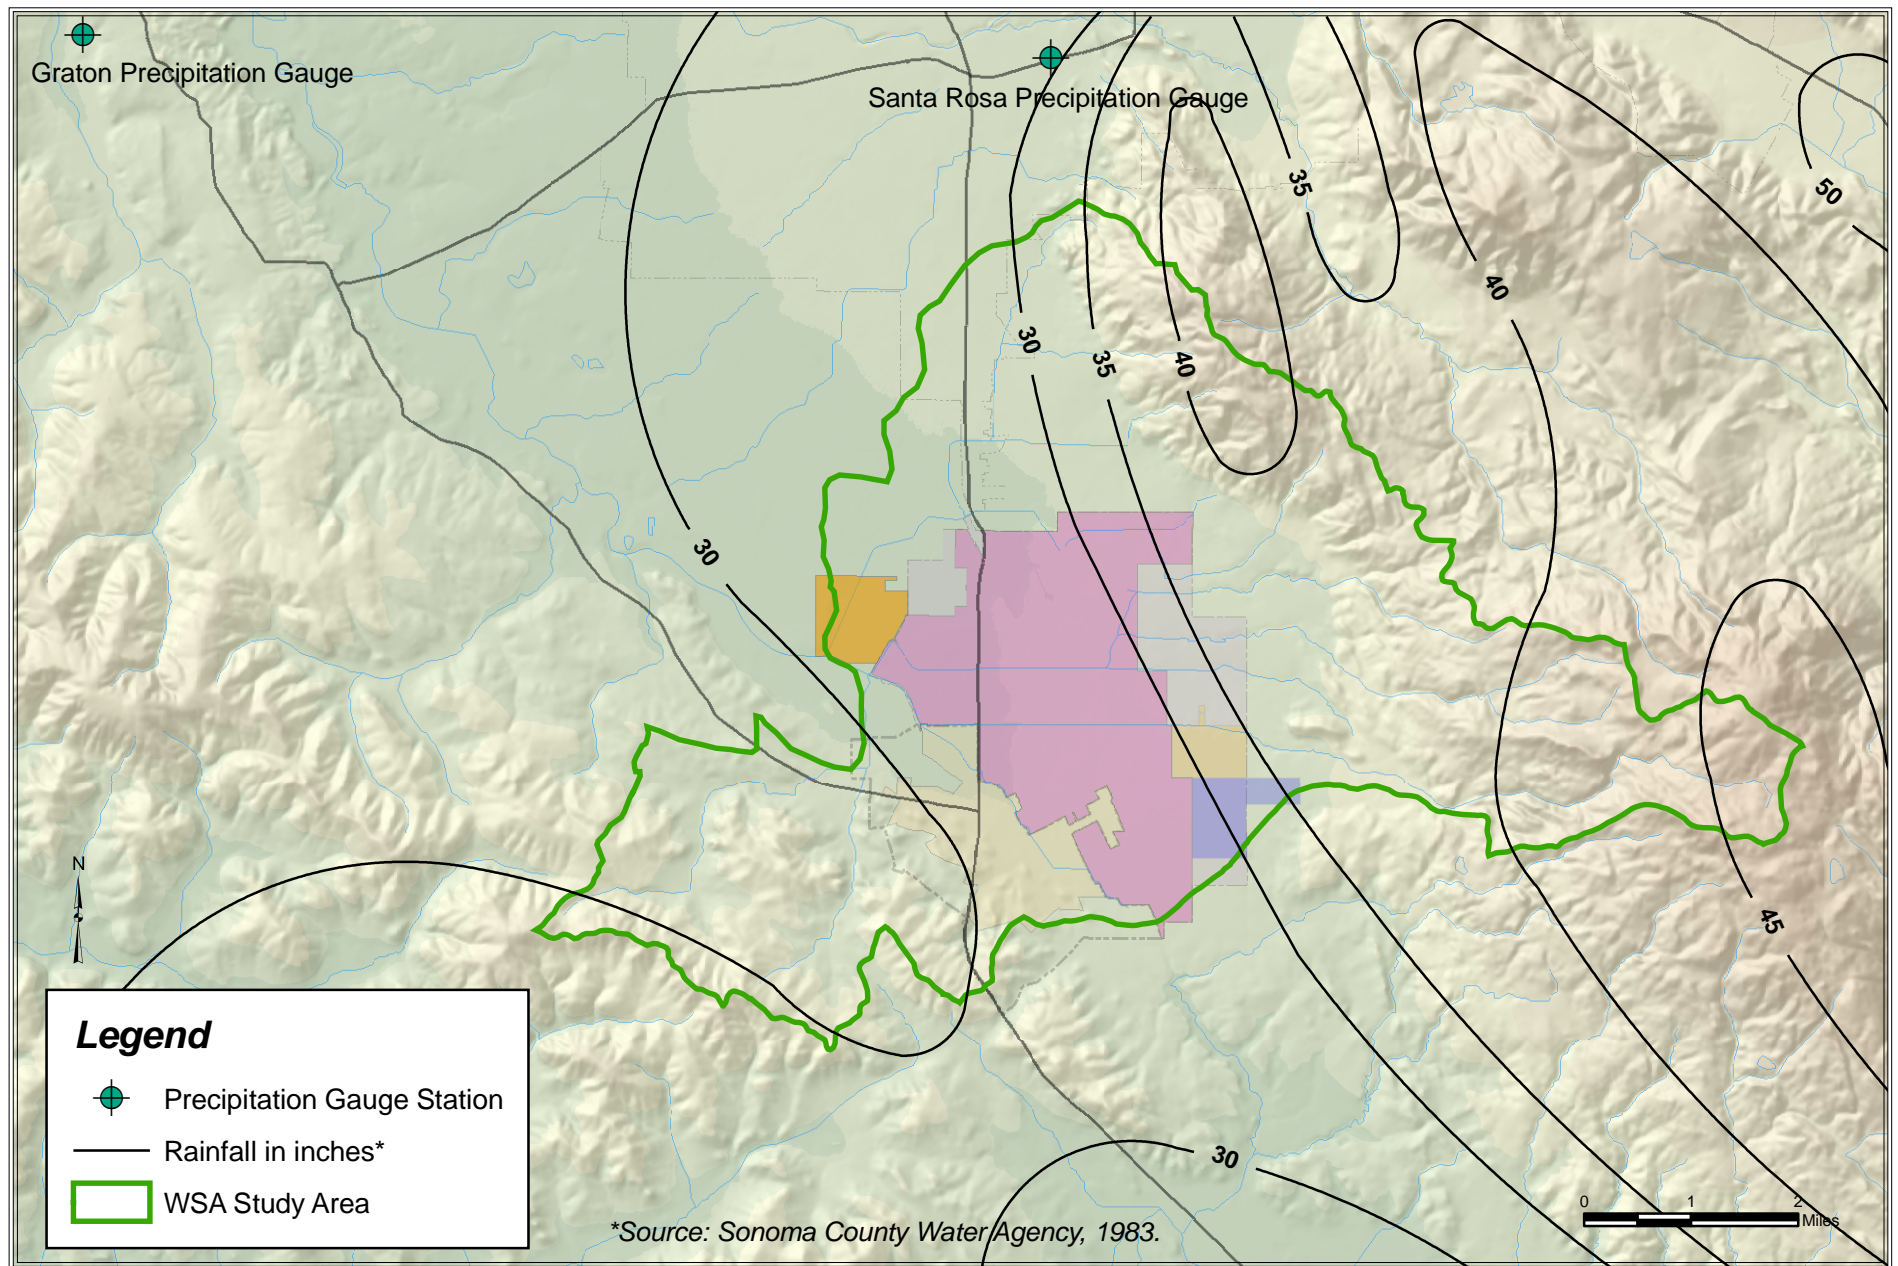 Graton Precipitation Gauge
Santa Rosa Precipitation Gauge
35
50
40
30
35
40
30
45
30
N
Legend
Precipitation Gauge Station
Rainfall in inches*
WSA Study Area
*Source: Sonoma County Water Agency, 1983.
0 1 2
Miles